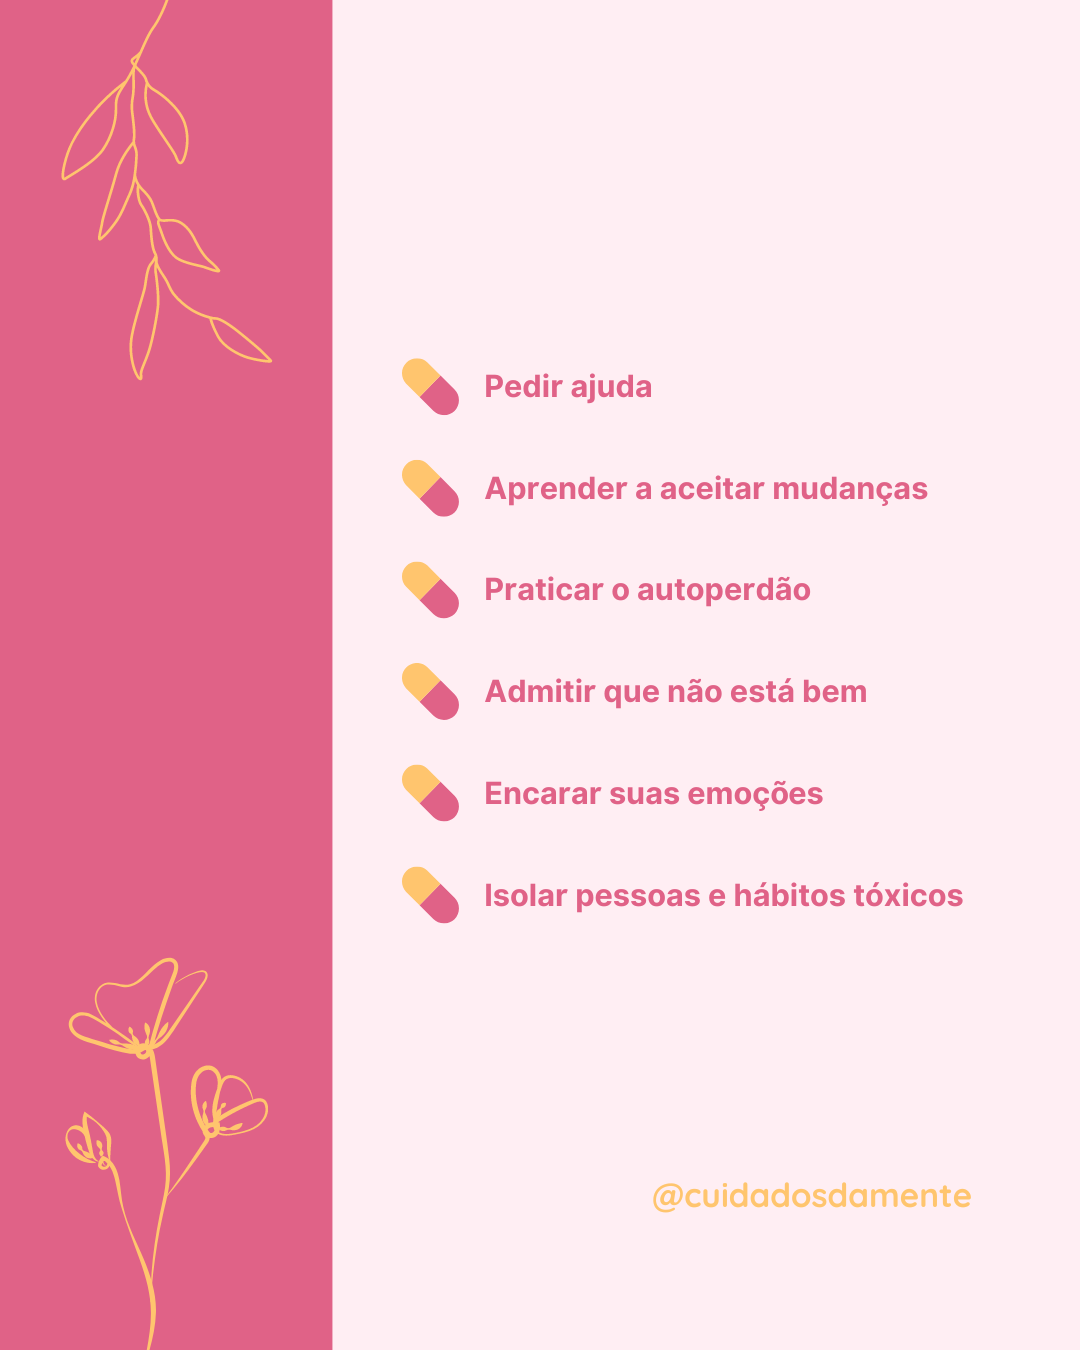 Pedir ajuda
Aprender a aceitar mudanças
Praticar o autoperdão
Admitir que não está bem
Encarar suas emoções
Isolar pessoas e hábitos tóxicos
@cuidadosdamente